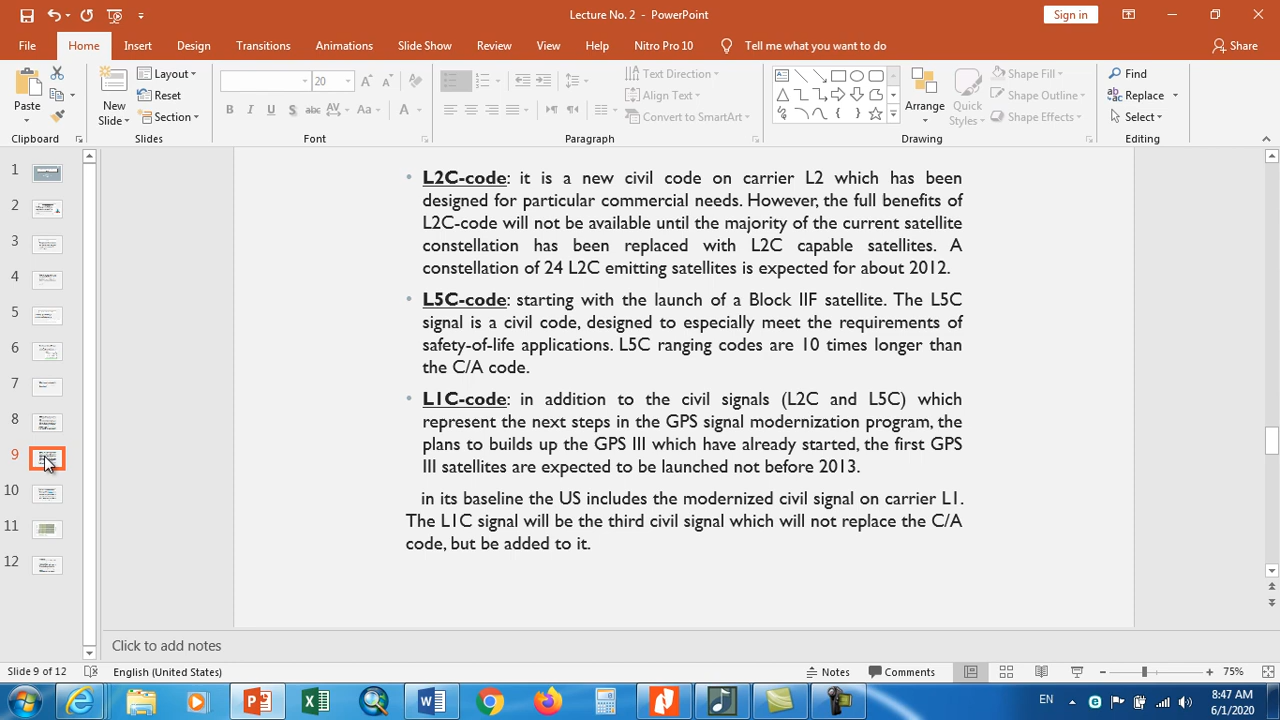 Lecture No. 2 - PowerPoint
Sign in
File Home Insert Design Transitions Animations Slide Show Review View Help Nitro Pro 10 Tell me what you want to do Share
Paste
Clipboard
New Slide
Layout
Reset
Section
Slides
20
B I U S abc AV Aa A
Font
Text Direction
Align Text
Convert to SmartArt
Paragraph
Arrange
Quick Styles
Shape Fill
Shape Outline
Shape Effects
Drawing
Find
Replace
Select
Editing
1
2
3
4
5
6
7
8
9
10
11
12
• L2C-code: it is a new civil code on carrier L2 which has been
designed for particular commercial needs. However, the full benefits of
L2C-code will not be available until the majority of the current satellite
constellation has been replaced with L2C capable satellites. A
constellation of 24 L2C emitting satellites is expected for about 2012.
• L5C-code: starting with the launch of a Block IIF satellite. The L5C
signal is a civil code, designed to especially meet the requirements of
safety-of-life applications. L5C ranging codes are 10 times longer than
the C/A code.
• L1C-code: in addition to the civil signals (L2C and L5C) which
represent the next steps in the GPS signal modernization program, the
plans to builds up the GPS III which have already started, the first GPS
III satellites are expected to be launched not before 2013.
in its baseline the US includes the modernized civil signal on carrier L1.
The L1C signal will be the third civil signal which will not replace the C/A
code, but be added to it.
Click to add notes
Slide 9 of 12 English (United States) Notes Comments 75%
EN 8:47 AM
6/1/2020